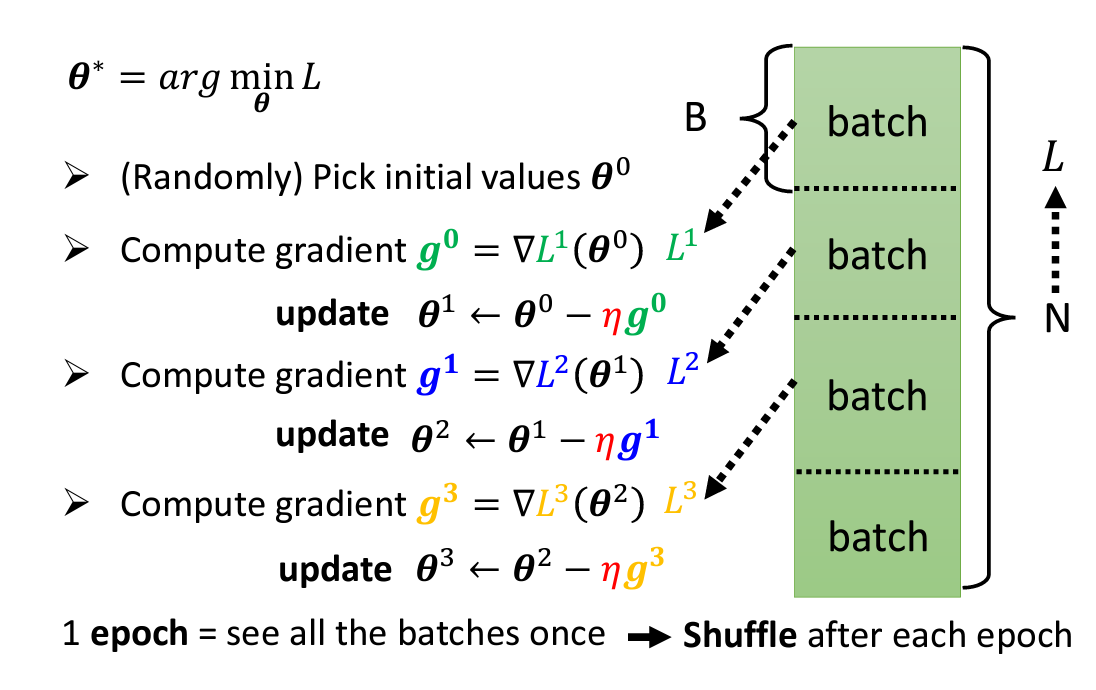 θ* = arg min_θ L
➢ (Randomly) Pick initial values θ⁰
➢ Compute gradient g⁰ = ∇L¹(θ⁰) L¹
update θ¹ ← θ⁰ − ηg⁰
➢ Compute gradient g¹ = ∇L²(θ¹) L²
update θ² ← θ¹ − ηg¹
➢ Compute gradient g³ = ∇L³(θ²) L³
update θ³ ← θ² − ηg³
1 epoch = see all the batches once ➡ Shuffle after each epoch
B
batch
batch
batch
batch
L
N